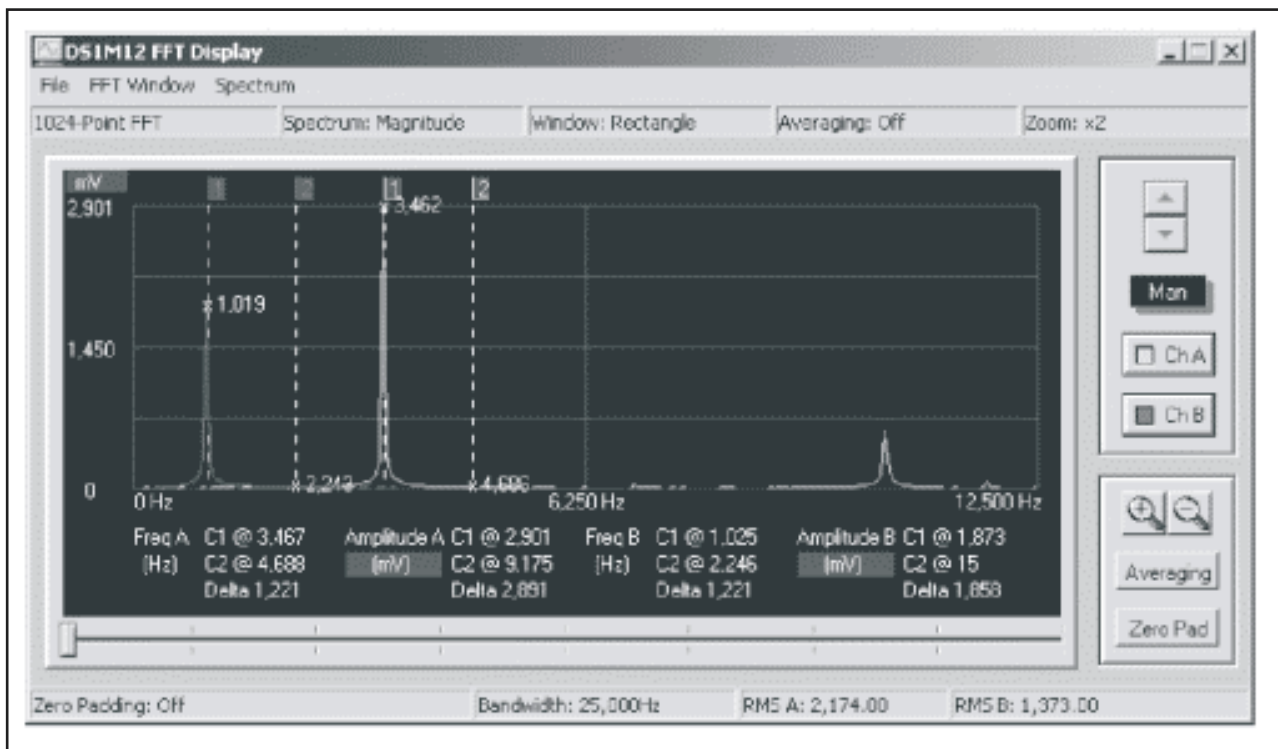 DS1M12 FFT Display
File FFT Window Spectrum
1024-Point FFT Spectrum: Magnitude Window: Rectangle Averaging: Off Zoom: x2
mV
1 2 1 2
2,901
3,462
1,019
1,450
2,243
4,686
0
0 Hz 6,250 Hz 12,500 Hz
Freq A C1 @ 3,467 Amplitude A C1 @ 2,901 Freq B C1 @ 1,025 Amplitude B C1 @ 1,873
(Hz) C2 @ 4,688 (mV) C2 @ 9.175 (Hz) C2 @ 2,246 (mV) C2 @ 15
Delta 1,221 Delta 2,891 Delta 1,221 Delta 1,858
Man
Ch A
Ch B
Averaging
Zero Pad
Zero Padding: Off Bandwidth: 25,000Hz RMS A: 2,174.00 RMS B: 1,373.00